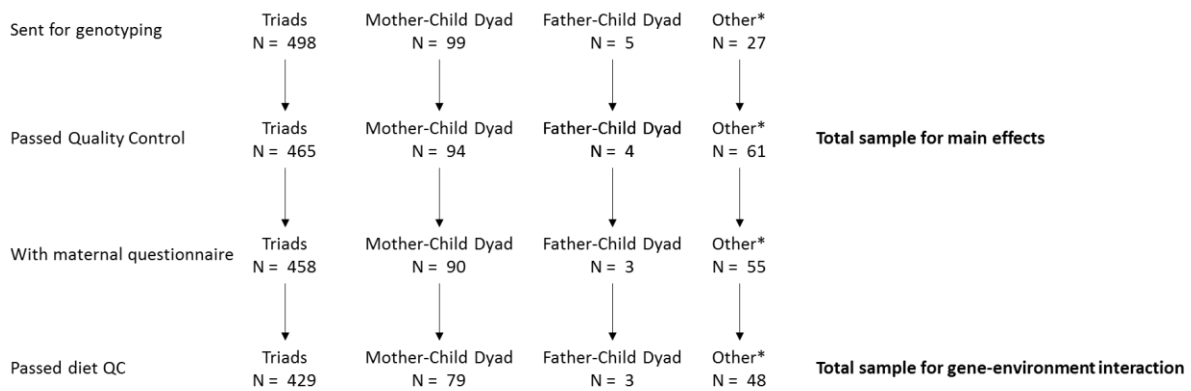 Sent for genotyping
Triads Mother-Child Dyad Father-Child Dyad Other*
N = 498 N = 99 N = 5 N = 27
Passed Quality Control
Triads Mother-Child Dyad Father-Child Dyad Other*
N = 465 N = 94 N = 4 N = 61
Total sample for main effects
With maternal questionnaire
Triads Mother-Child Dyad Father-Child Dyad Other*
N = 458 N = 90 N = 3 N = 55
Passed diet QC
Triads Mother-Child Dyad Father-Child Dyad Other*
N = 429 N = 79 N = 3 N = 48
Total sample for gene-environment interaction